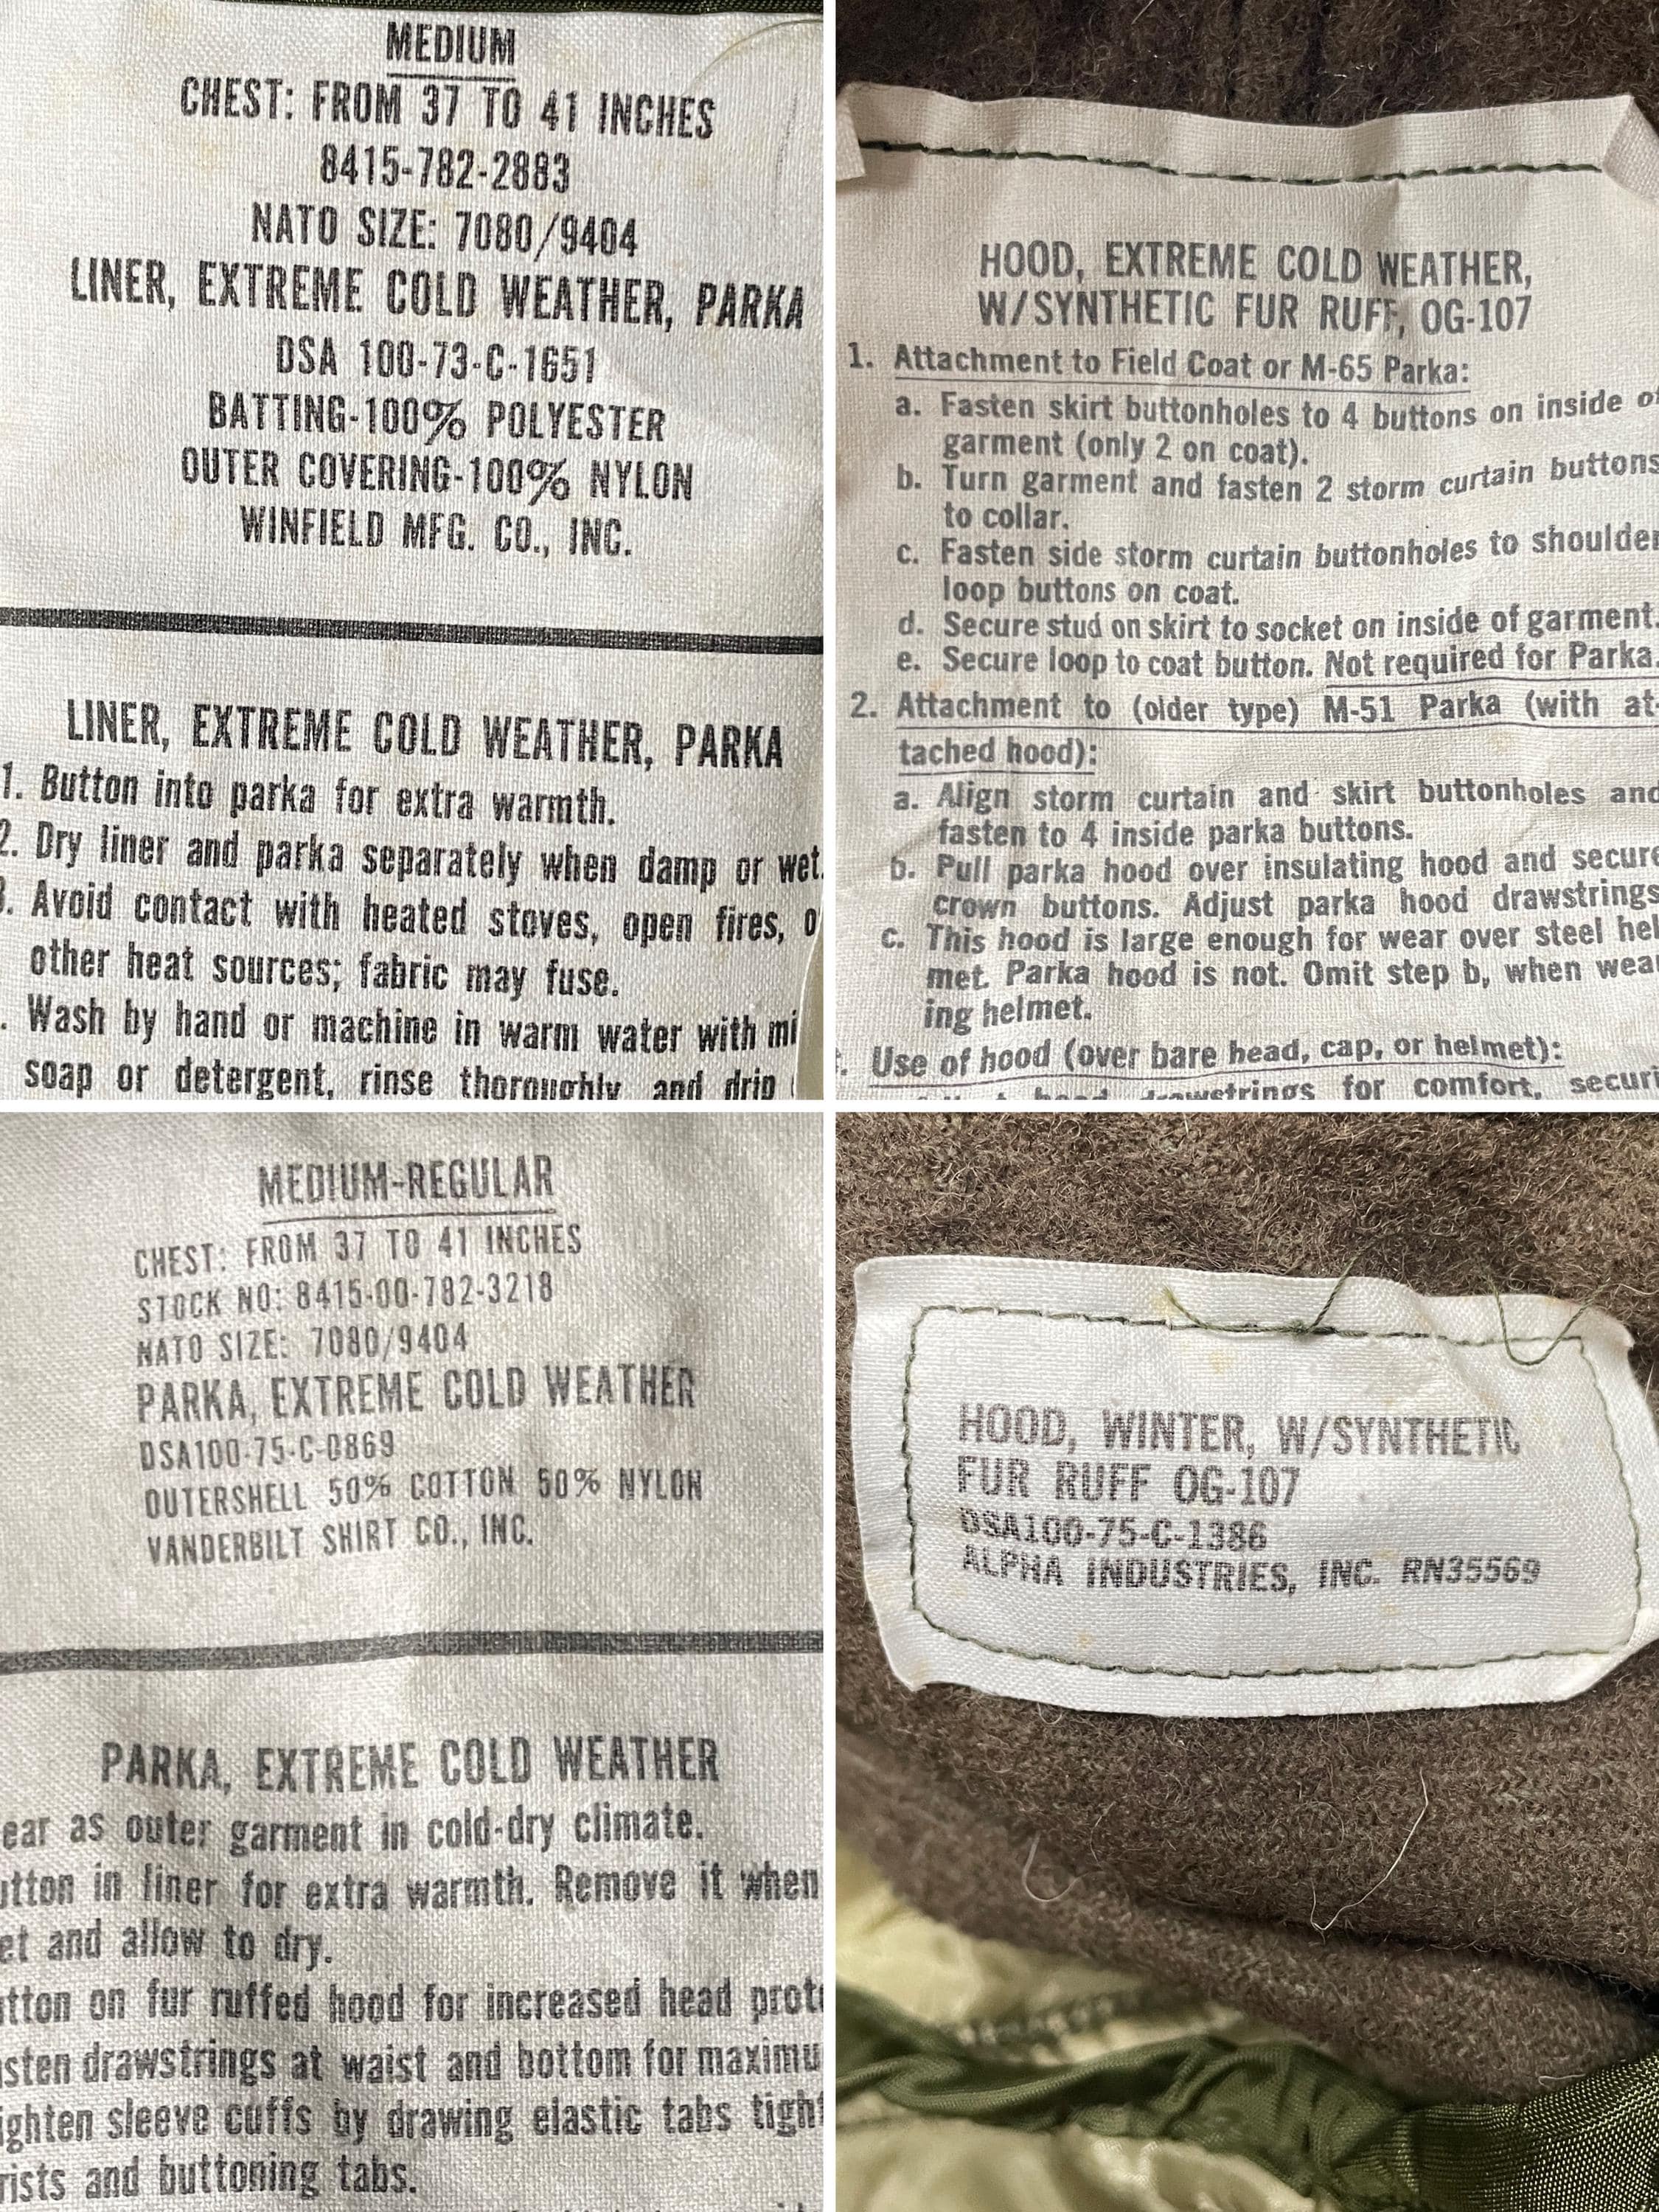 MEDIUM
CHEST: FROM 37 TO 41 INCHES
8415-782-2883
NATO SIZE: 7080/9404
LINER, EXTREME COLD WEATHER, PARKA
DSA 100-73-C-1651
BATTING-100% POLYESTER
OUTER COVERING-100% NYLON
WINFIELD MFG. CO., INC.
LINER, EXTREME COLD WEATHER, PARKA
1. Button into parka for extra warmth.
2. Dry liner and parka separately when damp or wet.
3. Avoid contact with heated stoves, open fires, o
other heat sources; fabric may fuse.
. Wash by hand or machine in warm water with mi
soap or detergent, rinse thoroughly and drip
HOOD, EXTREME COLD WEATHER,
W/SYNTHETIC FUR RUFF, OG-107
1. Attachment to Field Coat or M-65 Parka:
a. Fasten skirt buttonholes to 4 buttons on inside of
garment (only 2 on coat).
b. Turn garment and fasten 2 storm curtain buttons
to collar.
c. Fasten side storm curtain buttonholes to shoulder
loop buttons on coat.
d. Secure stud on skirt to socket on inside of garment.
e. Secure loop to coat button. Not required for Parka.
2. Attachment to (older type) M-51 Parka (with at-
tached hood):
a. Align storm curtain and skirt buttonholes and
fasten to 4 inside parka buttons.
b. Pull parka hood over insulating hood and secure
crown buttons. Adjust parka hood drawstrings
c. This hood is large enough for wear over steel hel
met. Parka hood is not. Omit step b, when wear
ing helmet.
. Use of hood (over bare head, cap, or helmet):
drawstrings for comfort, securi
MEDIUM-REGULAR
CHEST: FROM 37 TO 41 INCHES
STOCK NO: 8415-00-782-3218
NATO SIZE: 7080/9404
PARKA, EXTREME COLD WEATHER
DSA100-75-C-0869
OUTERSHELL 50% COTTON 50% NYLON
VANDERBILT SHIRT CO., INC.
PARKA, EXTREME COLD WEATHER
ear as outer garment in cold-dry climate.
utton in liner for extra warmth. Remove it when
et and allow to dry.
tton on fur ruffed hood for increased head prot
sten drawstrings at waist and bottom for maximu
ighten sleeve cuffs by drawing elastic tabs tight
rists and buttoning tabs.
HOOD, WINTER, W/SYNTHETIC
FUR RUFF OG-107
DSA100-75-C-1386
ALPHA INDUSTRIES, INC. RN35569